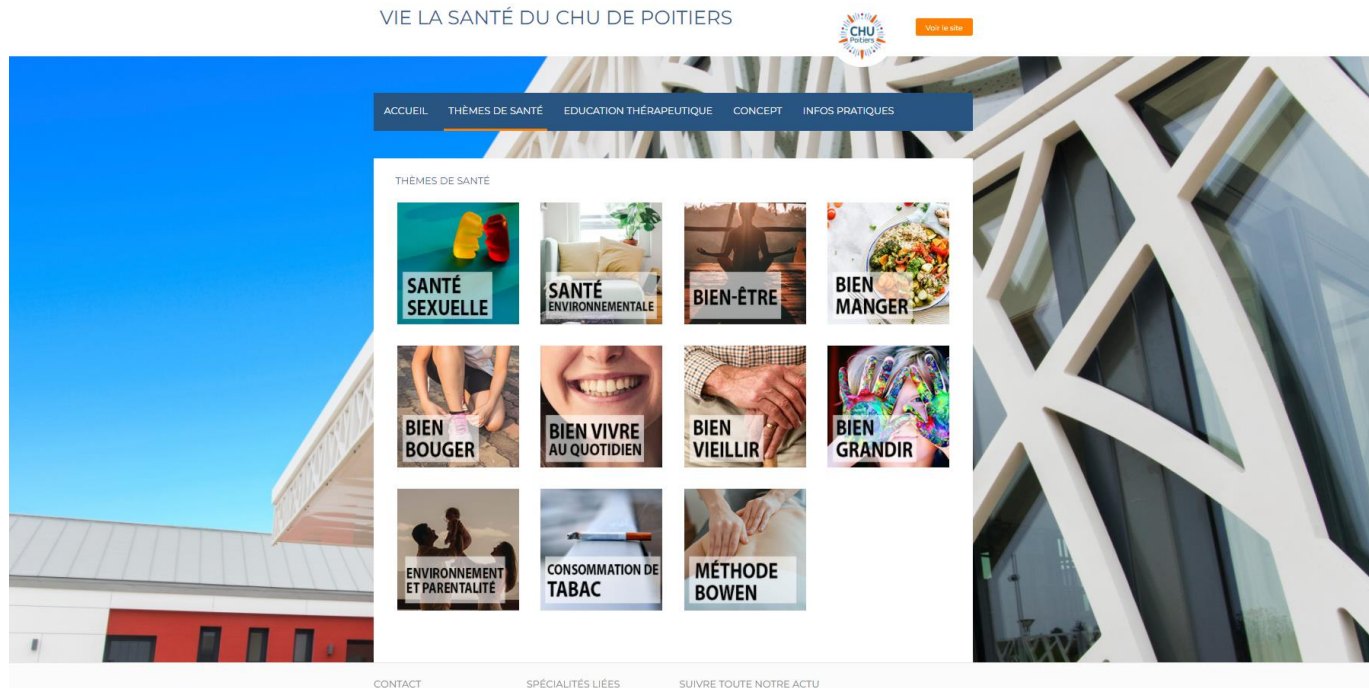 VIE LA SANTÉ DU CHU DE POITIERS
CHU
Poitiers
Voir le site
ACCUEIL THÈMES DE SANTÉ EDUCATION THÉRAPEUTIQUE CONCEPT INFOS PRATIQUES
THÈMES DE SANTÉ
SANTÉ
SEXUELLE
SANTÉ
ENVIRONNEMENTALE
BIEN-ÊTRE
BIEN
MANGER
BIEN
BOUGER
BIEN VIVRE
AU QUOTIDIEN
BIEN
VIEILLIR
BIEN
GRANDIR
ENVIRONNEMENT
ET PARENTALITÉ
CONSOMMATION DE
TABAC
MÉTHODE
BOWEN
CONTACT SPÉCIALITÉS LIÉES SUIVRE TOUTE NOTRE ACTU